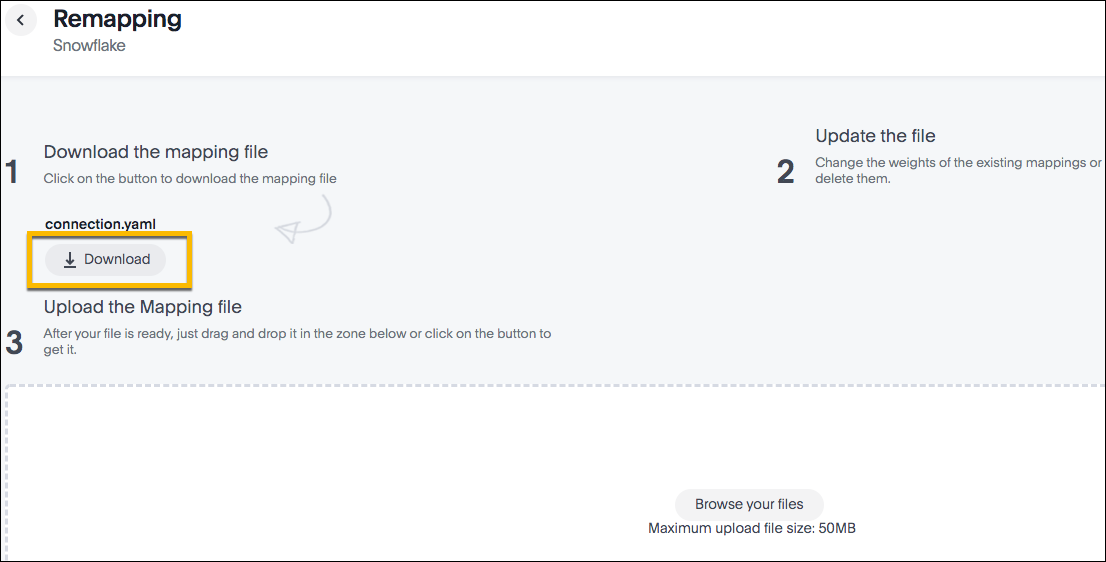 Remapping
Snowflake
1
Download the mapping file
Click on the button to download the mapping file
connection.yaml
Download
2
Update the file
Change the weights of the existing mappings or
delete them.
3
Upload the Mapping file
After your file is ready, just drag and drop it in the zone below or click on the button to
get it.
Browse your files
Maximum upload file size: 50MB